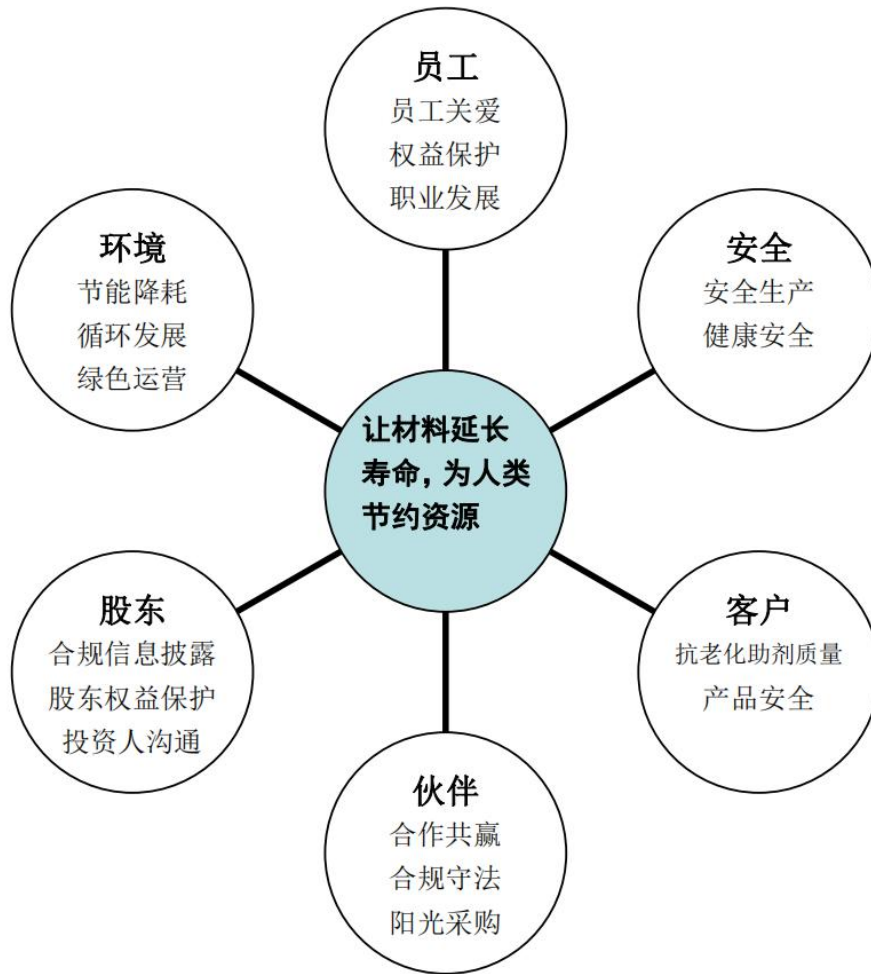 员工
员工关爱
权益保护
职业发展
环境
节能降耗
循环发展
绿色运营
安全
安全生产
健康安全
让材料延长
寿命，为人类
节约资源
股东
合规信息披露
股东权益保护
投资人沟通
客户
抗老化助剂质量
产品安全
伙伴
合作共赢
合规守法
阳光采购